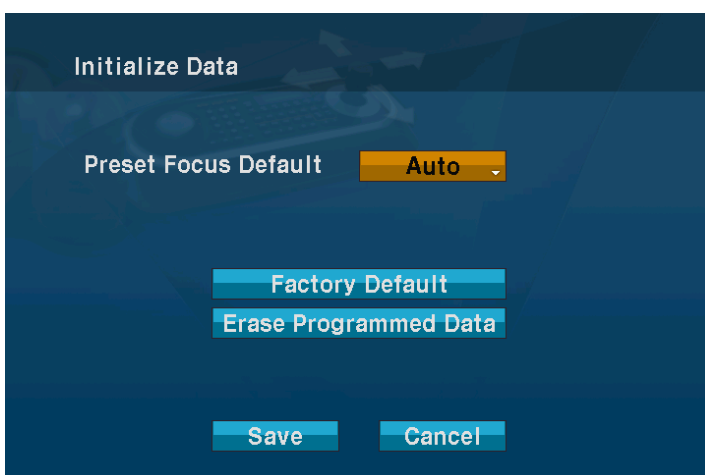 Initialize Data
Preset Focus Default Auto
Factory Default
Erase Programmed Data
Save Cancel